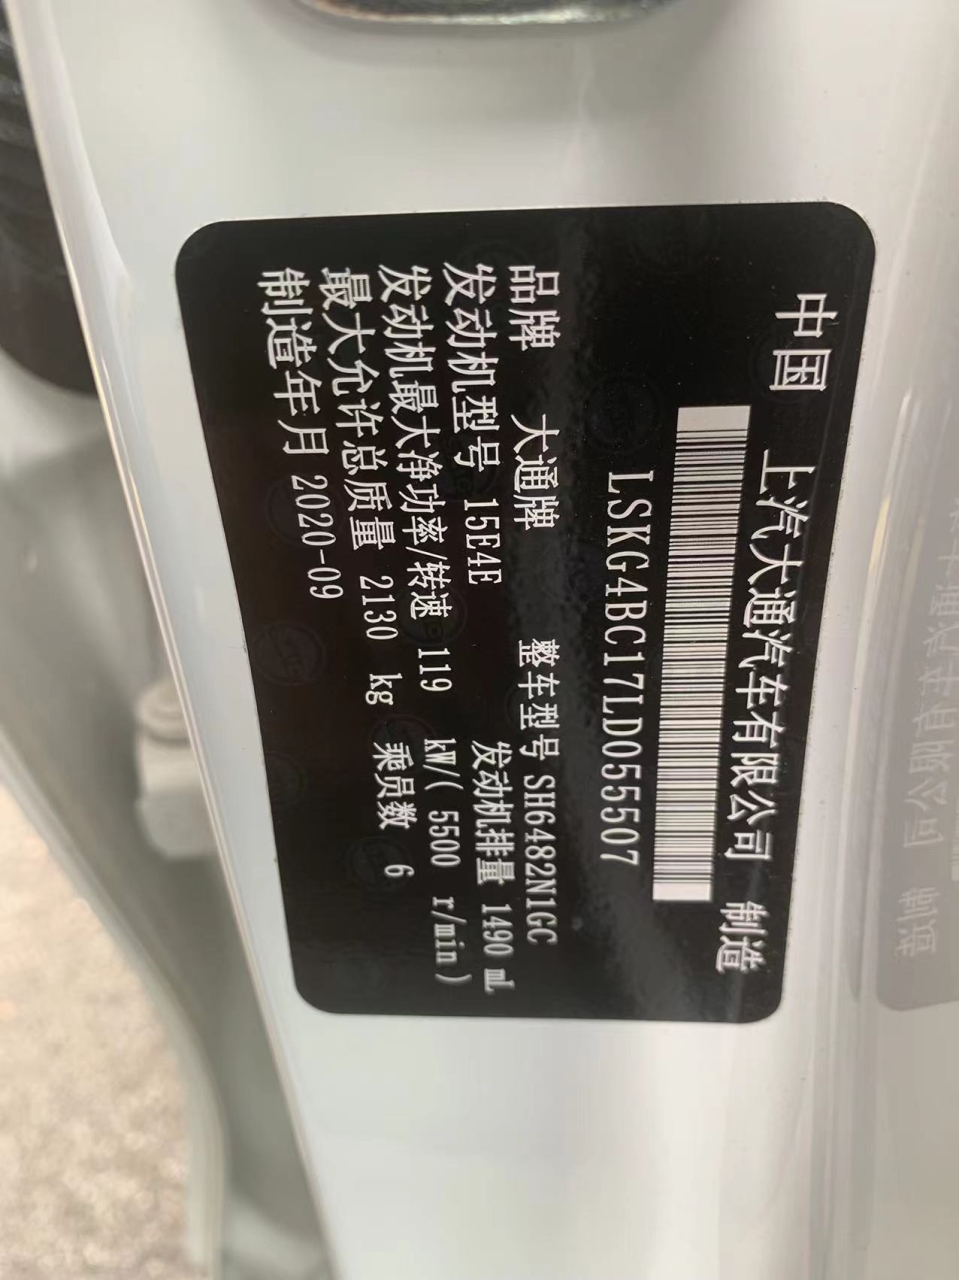 中国 上汽大通汽车有限公司 制造
LSKG4BC17LD055507
品牌 大通牌 整车型号 SH6482N1GC
发动机型号 15E4E 发动机排量 1490 mL
发动机最大净功率/转速 119 kW( 5500 r/min)
最大允许总质量 2130 kg 乘员数 6
制造年月 2020-09